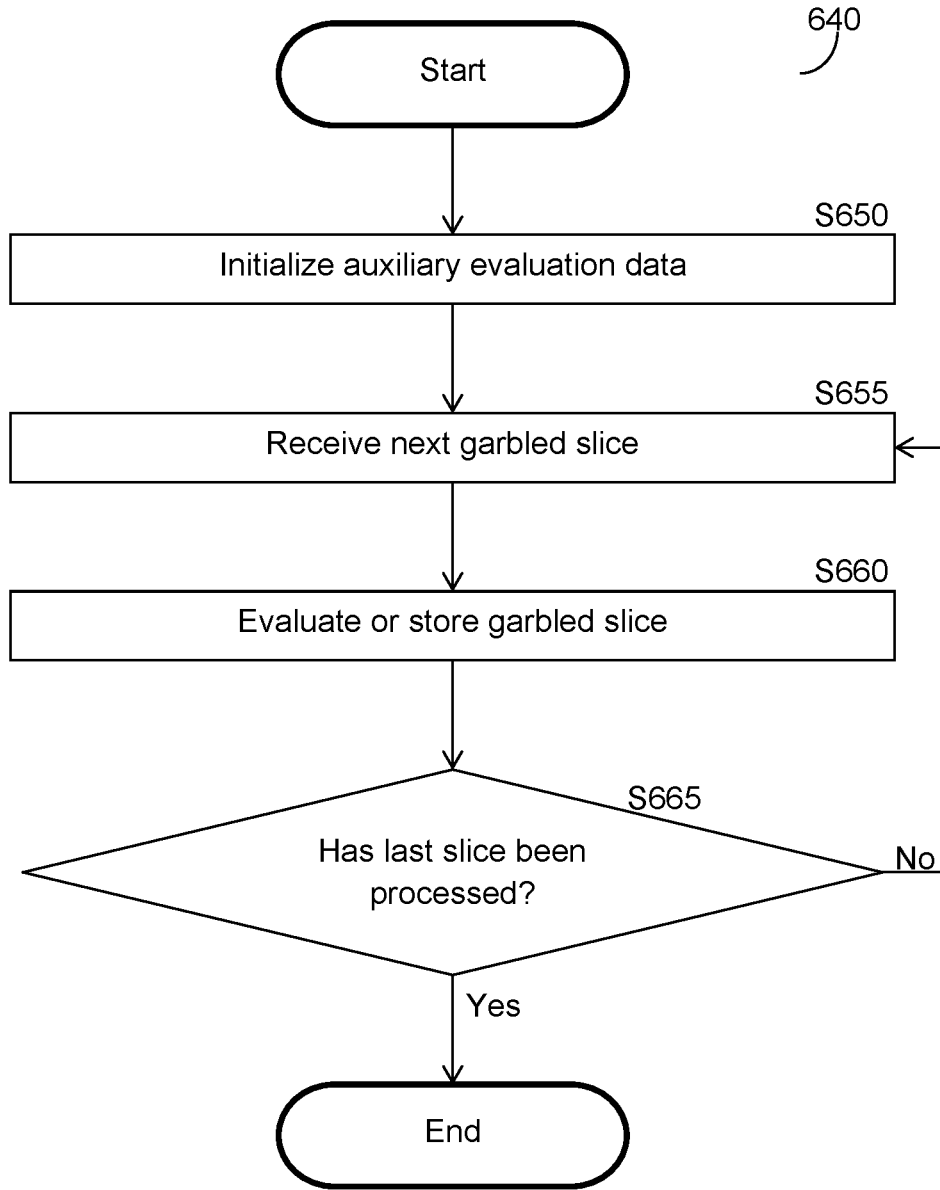 640
Start
S650
Initialize auxiliary evaluation data
S655
Receive next garbled slice
S660
Evaluate or store garbled slice
S665
Has last slice been
processed?
No
Yes
End